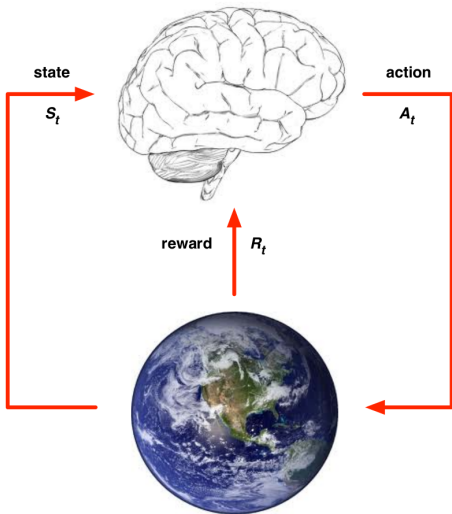 state
S_t
action
A_t
reward
R_t